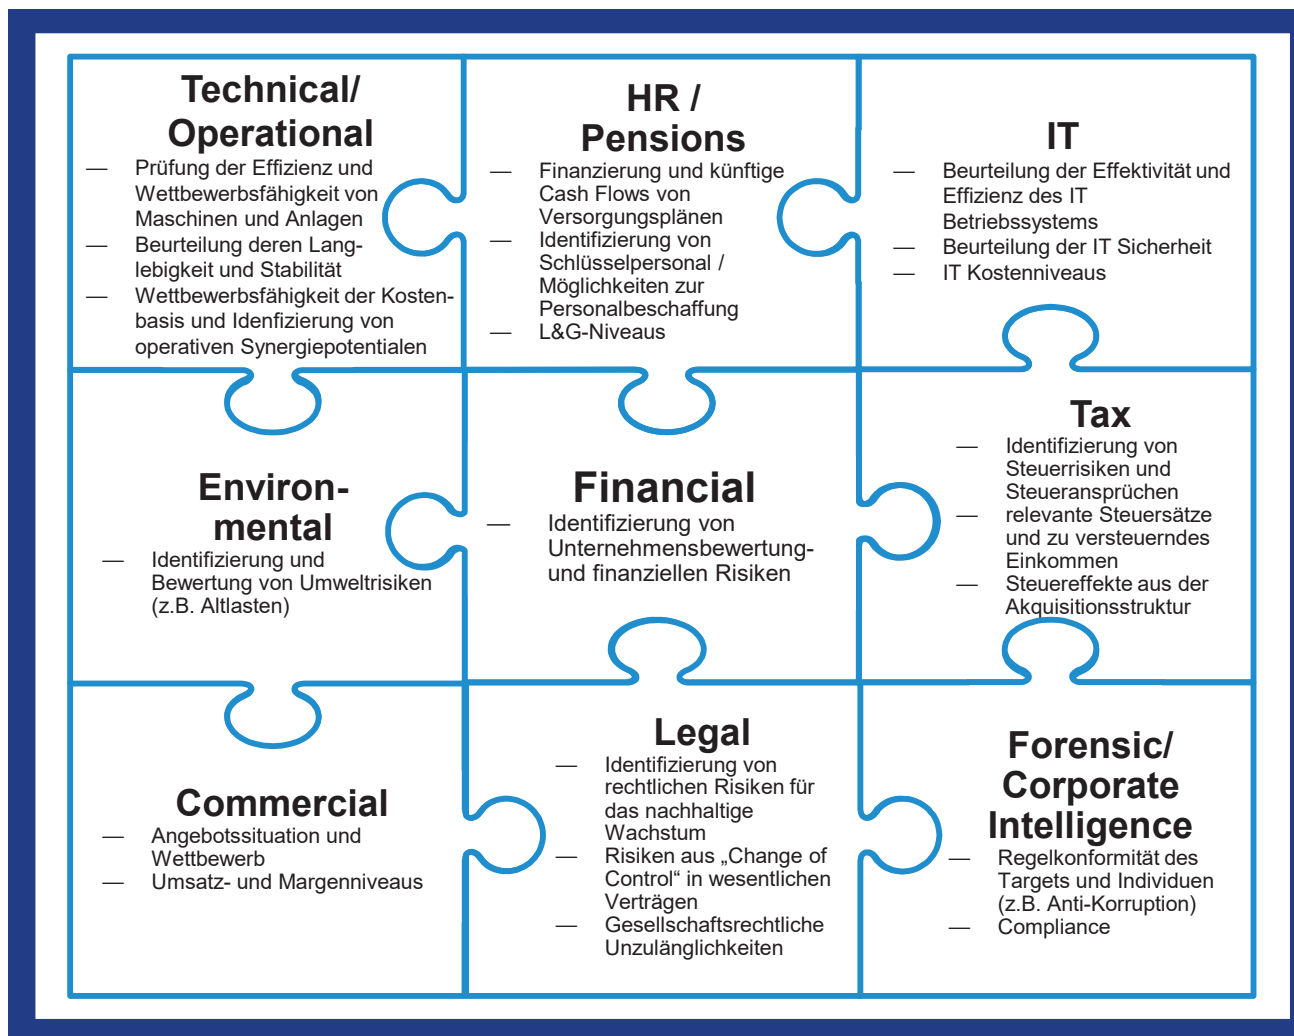 Technical/
Operational
— Prüfung der Effizienz und
Wettbewerbsfähigkeit von
Maschinen und Anlagen
— Beurteilung deren Lang-
lebigkeit und Stabilität
— Wettbewerbsfähigkeit der Kosten-
basis und Idenfizierung von
operativen Synergiepotentialen
HR /
Pensions
— Finanzierung und künftige
Cash Flows von
Versorgungsplänen
— Identifizierung von
Schlüsselpersonal /
Möglichkeiten zur
Personalbeschaffung
— L&G-Niveaus
IT
— Beurteilung der Effektivität und
Effizienz des IT
Betriebssystems
— Beurteilung der IT Sicherheit
— IT Kostenniveaus
Environ-
mental
— Identifizierung und
Bewertung von Umweltrisiken
(z.B. Altlasten)
Financial
— Identifizierung von
Unternehmensbewertung-
und finanziellen Risiken
Tax
— Identifizierung von
Steuerrisiken und
Steueransprüchen
— relevante Steuersätze
und zu versteuerndes
Einkommen
— Steuereffekte aus der
Akquisitionsstruktur
Commercial
— Angebotssituation und
Wettbewerb
— Umsatz- und Margenniveaus
Legal
— Identifizierung von
rechtlichen Risiken für
das nachhaltige
Wachstum
— Risiken aus „Change of
Control“ in wesentlichen
Verträgen
— Gesellschaftsrechtliche
Unzulänglichkeiten
Forensic/
Corporate
Intelligence
— Regelkonformität des
Targets und Individuen
(z.B. Anti-Korruption)
— Compliance